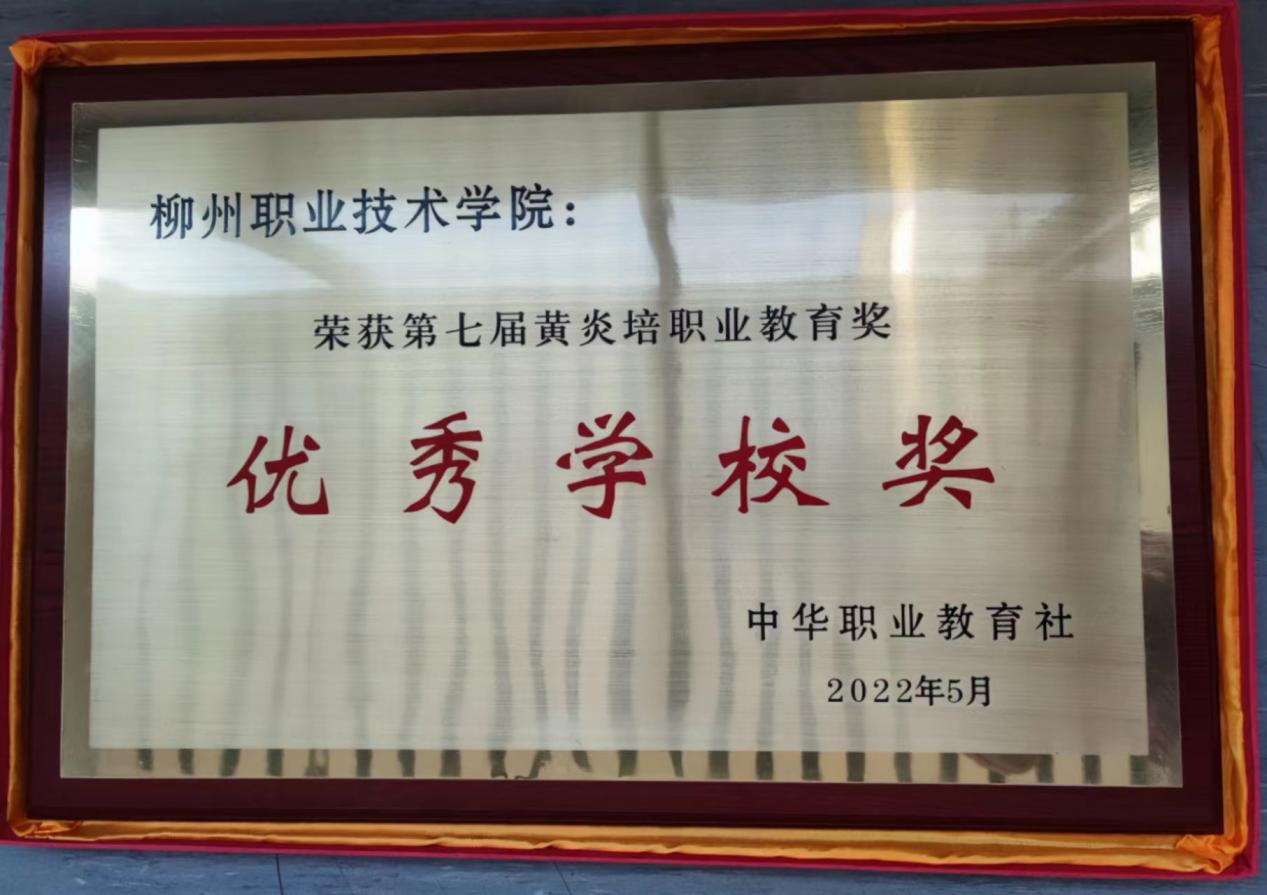 柳州职业技术学院：
荣获第七届黄炎培职业教育奖
优秀学校奖
中华职业教育社
2022年5月